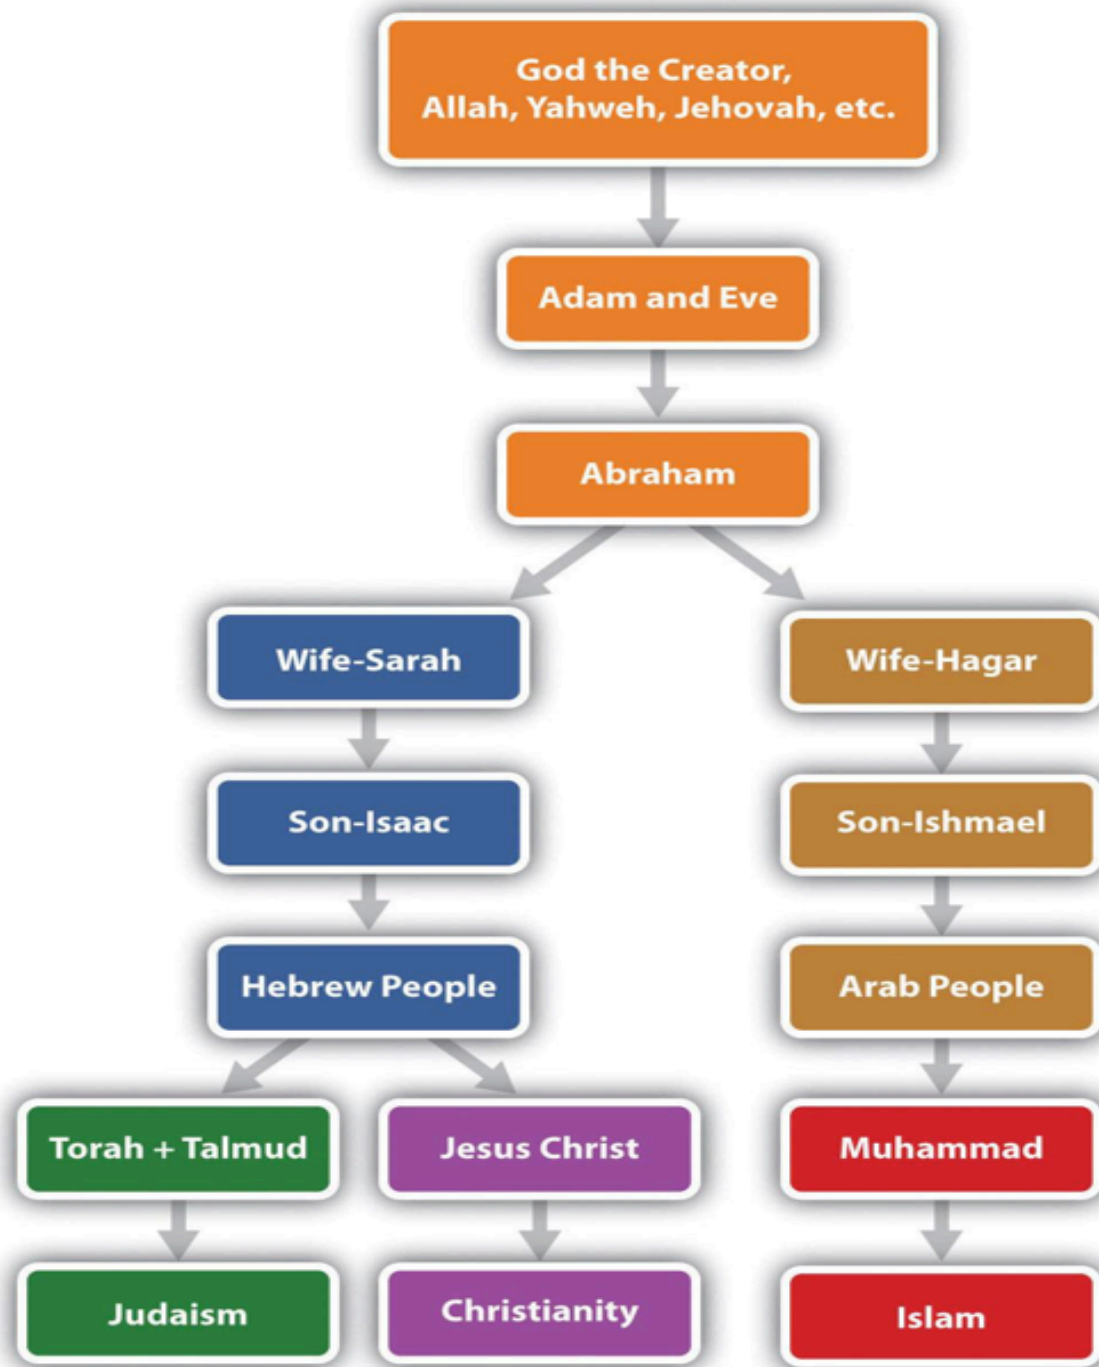 God the Creator,
Allah, Yahweh, Jehovah, etc.
Adam and Eve
Abraham
Wife-Sarah
Wife-Hagar
Son-Isaac
Son-Ishmael
Hebrew People
Arab People
Torah + Talmud
Jesus Christ
Muhammad
Judaism
Christianity
Islam